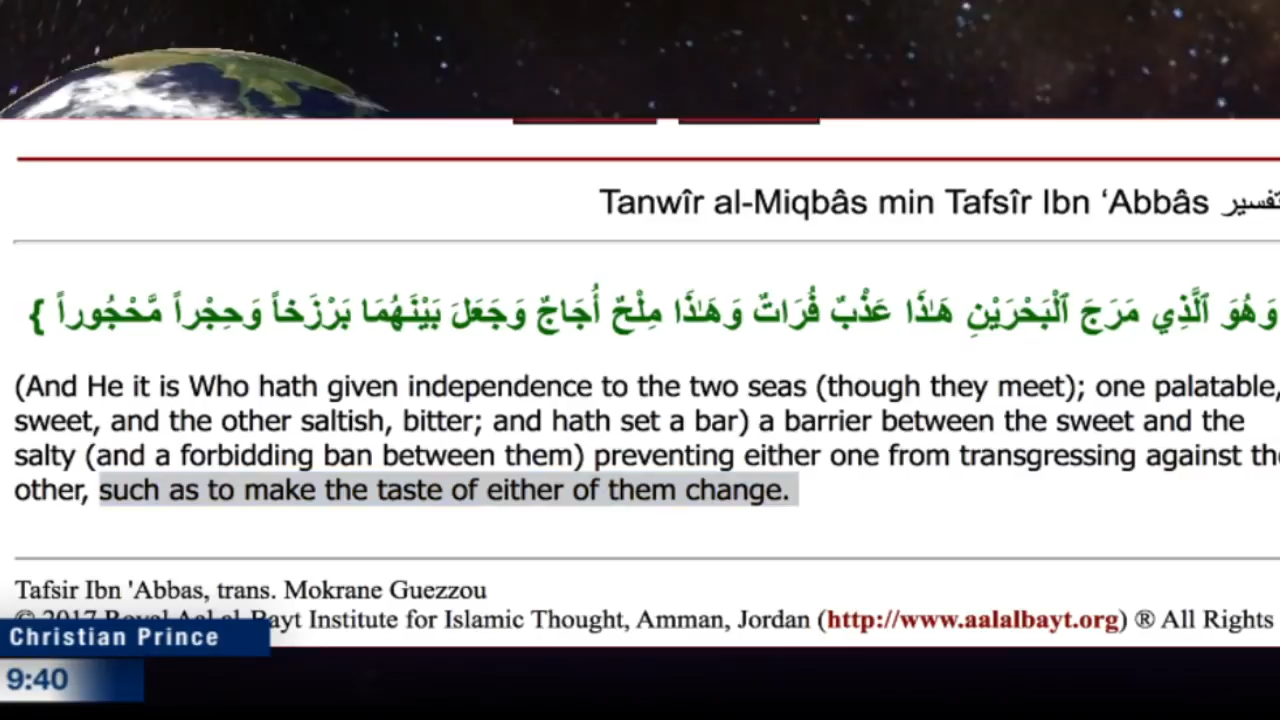 Tanwîr al-Miqbâs min Tafsîr Ibn ‘Abbâs تفسير
وَهُوَ ٱلَّذِي مَرَجَ ٱلْبَحْرَيْنِ هَـٰذَا عَذْبٌ فُرَاتٌ وَهَـٰذَا مِلْحٌ أُجَاجٌ وَجَعَلَ بَيْنَهُمَا بَرْزَخاً وَحِجْراً مَّحْجُوراً }
(And He it is Who hath given independence to the two seas (though they meet); one palatable,
sweet, and the other saltish, bitter; and hath set a bar) a barrier between the sweet and the
salty (and a forbidding ban between them) preventing either one from transgressing against the
other, such as to make the taste of either of them change.
Tafsir Ibn 'Abbas, trans. Mokrane Guezzou
© 2017 Royal Aal al-Bayt Institute for Islamic Thought, Amman, Jordan (http://www.aalalbayt.org) ® All Rights
Christian Prince
9:40